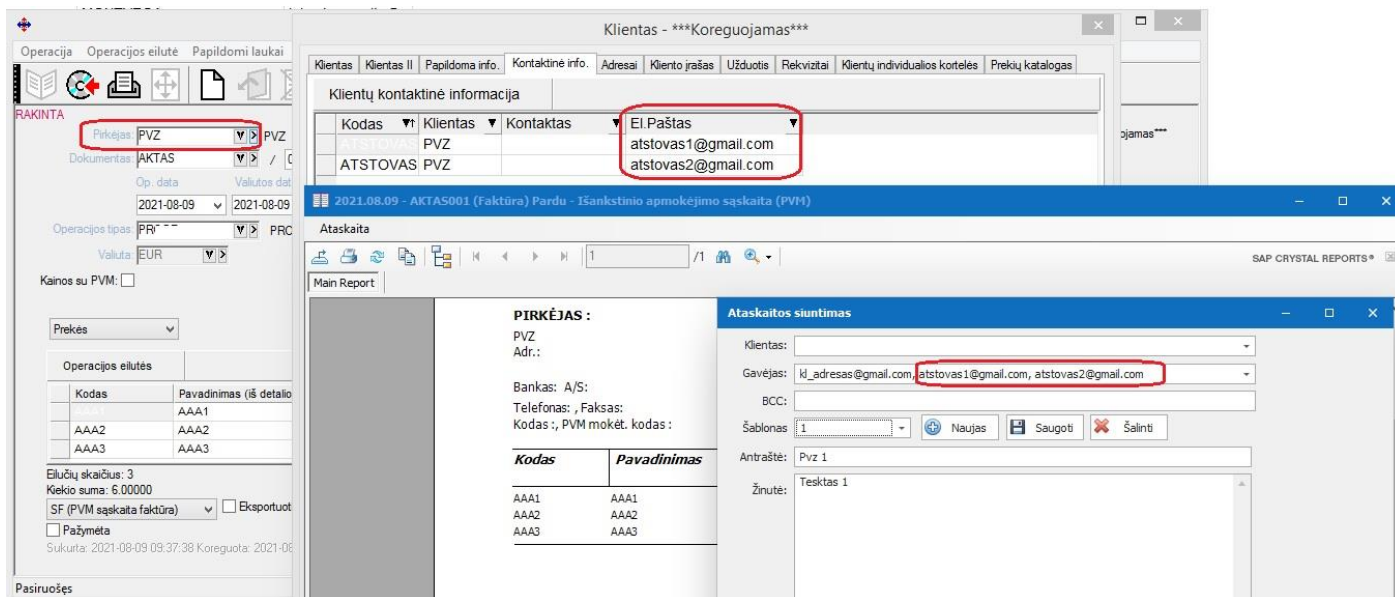 Klientas - ***Koreguojamas***
Operacija Operacijos eilutė Papildomi laukai
Klientas Klientas II Papildoma info. Kontaktinė info. Adresai Kliento įrašas Užduotis Rekvizitai Klientų individualios kortelės Prekių katalogas
Klientų kontaktinė informacija
RAKINTA
Kodas Klientas Kontaktas El.Paštas
Pirkėjas: PVZ PVZ
ATSTOVAS PVZ atstovas1@gmail.com
ojamas***
Dokumentas: AKTAS /
ATSTOVAS PVZ atstovas2@gmail.com
Op. data Valiutos dat
2021-08-09 2021-08-09
2021.08.09 - AKTAS001 (Faktūra) Pardu - Išankstinio apmokėjimo sąskaita (PVM)
Operacijos tipas: PRO
Ataskaita
Valiuta: EUR
1 /1
SAP CRYSTAL REPORTS®
Kainos su PVM:
Main Report
PIRKĖJAS :
Ataskaitos siuntimas
Prekės
PVZ
Adr.:
Klientas:
Operacijos eilutės
Gavėjas: kl_adresas@gmail.com, atstovas1@gmail.com, atstovas2@gmail.com
Bankas: A/S:
BCC:
Kodas Pavadinimas (iš detalio
Telefonas: , Faksas:
AAA1 AAA1
Kodas :, PVM mokėt. kodas :
Šablonas 1 Naujas Saugoti Šalinti
AAA2 AAA2
AAA3 AAA3
Kodas Pavadinimas
Antraštė: Pvz 1
Eilučių skaičius: 3
Žinutė: Tesktas 1
Kiekio suma: 6.00000
AAA1 AAA1
SF (PVM sąskaita faktūra) Eksportuot
AAA2 AAA2
Pažymėta
AAA3 AAA3
Sukurta: 2021-08-09 09:37:38 Koreguota: 2021-08
Pasiruošęs